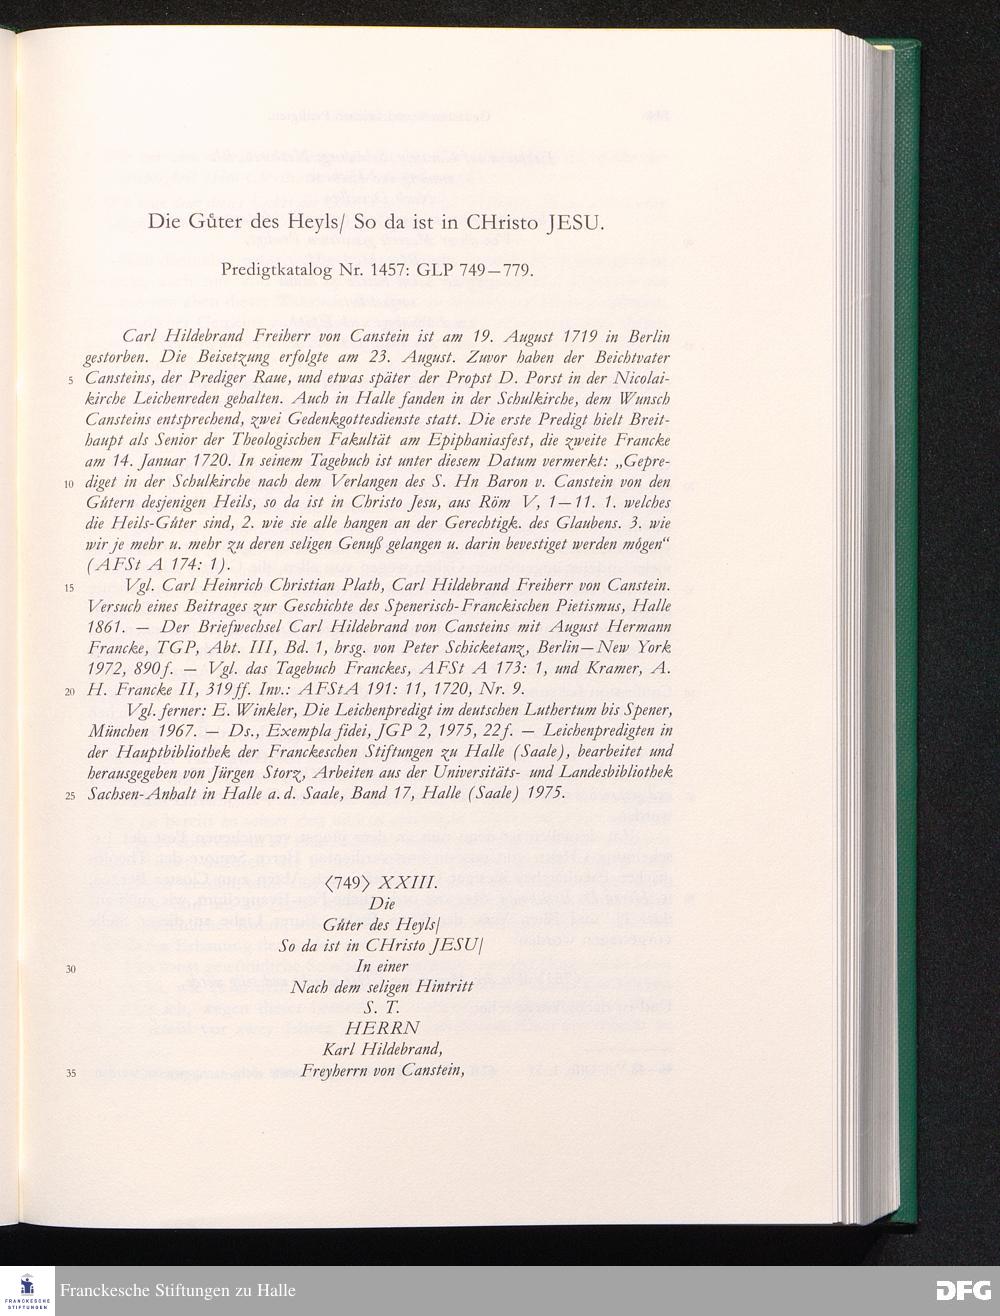 Die Guͤter des Heyls/ So da ist in CHristo JESU.
Predigtkatalog Nr. 1457: GLP 749—779.
Carl Hildebrand Freiherr von Canstein ist am 19. August 1719 in Berlin
gestorben. Die Beisetzung erfolgte am 23. August. Zuvor haben der Beichtvater
5 Cansteins, der Prediger Raue, und etwas später der Propst D. Porst in der Nicolai-
kirche Leichenreden gehalten. Auch in Halle fanden in der Schulkirche, dem Wunsch
Cansteins entsprechend, zwei Gedenkgottesdienste statt. Die erste Predigt hielt Breit-
haupt als Senior der Theologischen Fakultät am Epiphaniasfest, die zweite Francke
am 14. Januar 1720. In seinem Tagebuch ist unter diesem Datum vermerkt: „Gepre-
10 diget in der Schulkirche nach dem Verlangen des S. Hn Baron v. Canstein von den
Guͤtern desjenigen Heils, so da ist in Christo Jesu, aus Röm V, 1—11. 1. welches
die Heils-Guͤter sind, 2. wie sie alle hangen an der Gerechtigk. des Glaubens. 3. wie
wir je mehr u. mehr zu deren seligen Genuß gelangen u. darin bevestiget werden moͤgen“
(AFSt A 174: 1).
15 Vgl. Carl Heinrich Christian Plath, Carl Hildebrand Freiherr von Canstein.
Versuch eines Beitrages zur Geschichte des Spenerisch-Franckischen Pietismus, Halle
1861. — Der Briefwechsel Carl Hildebrand von Cansteins mit August Hermann
Francke, TGP, Abt. III, Bd. 1, hrsg. von Peter Schicketanz, Berlin—New York
1972, 890f. — Vgl. das Tagebuch Franckes, AFSt A 173: 1, und Kramer, A.
20 H. Francke II, 319ff. Inv.: AFStA 191: 11, 1720, Nr. 9.
Vgl. ferner: E. Winkler, Die Leichenpredigt im deutschen Luthertum bis Spener,
München 1967. — Ds., Exempla fidei, JGP 2, 1975, 22f. — Leichenpredigten in
der Hauptbibliothek der Franckeschen Stiftungen zu Halle (Saale), bearbeitet und
herausgegeben von Jürgen Storz, Arbeiten aus der Universitäts- und Landesbibliothek
25 Sachsen-Anhalt in Halle a. d. Saale, Band 17, Halle (Saale) 1975.
⟨749⟩ XXIII.
Die
Guͤter des Heyls/
So da ist in CHristo JESU/
30 In einer
Nach dem seligen Hintritt
S. T.
HERRN
Karl Hildebrand,
35 Freyherrn von Canstein,
FRANCKESCHE
STIFTUNGEN
Franckesche Stiftungen zu Halle
DFG